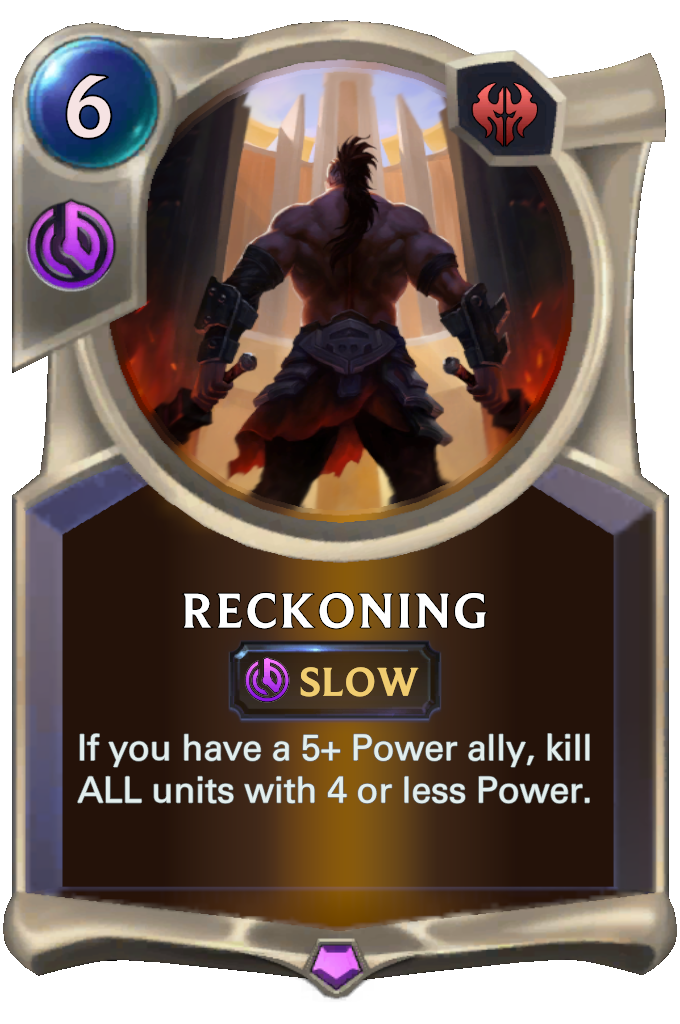 6
RECKONING
SLOW
If you have a 5+ Power ally, kill
ALL units with 4 or less Power.